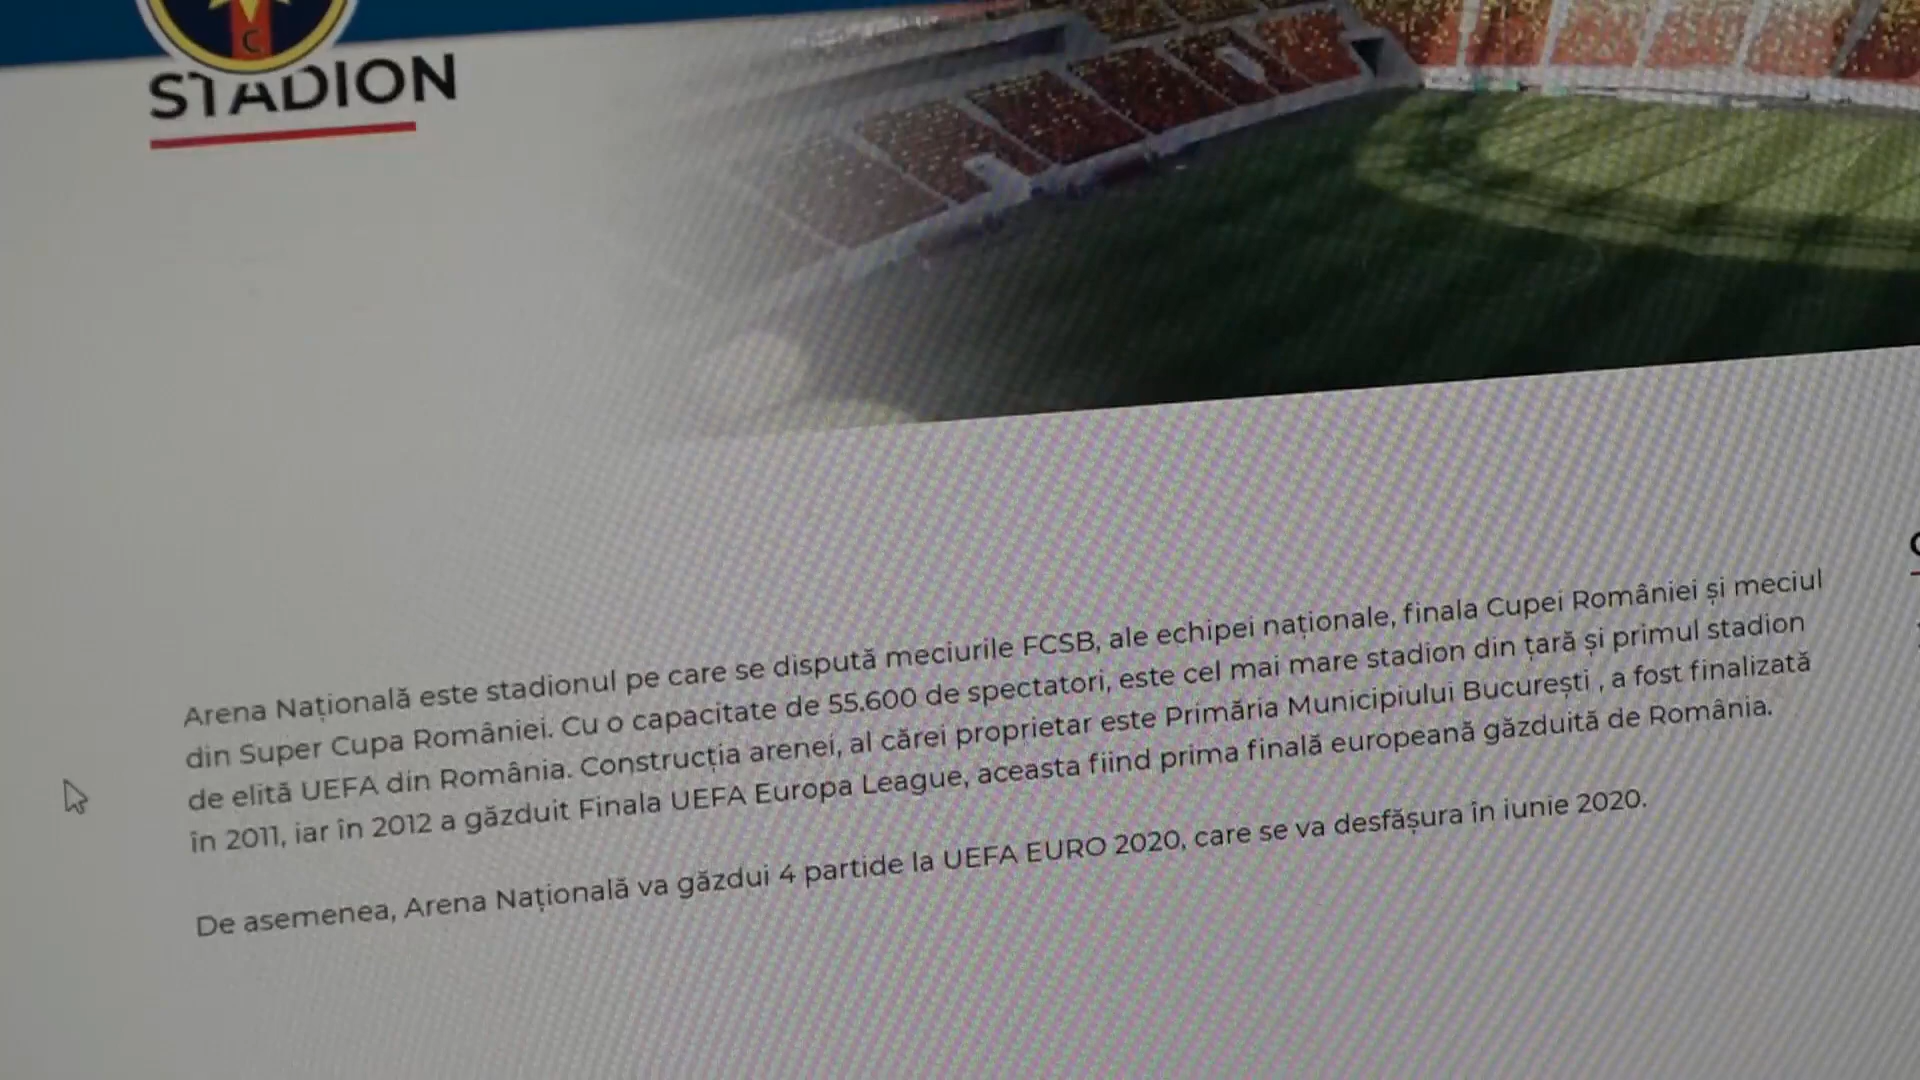 STADION
Arena Națională este stadionul pe care se dispută meciurile FCSB, ale echipei naționale, finala Cupei României și meciul
din Super Cupa României. Cu o capacitate de 55.600 de spectatori, este cel mai mare stadion din țară și primul stadion
de elită UEFA din România. Construcția arenei, al cărei proprietar este Primăria Municipiului București , a fost finalizată
în 2011, iar în 2012 a găzduit Finala UEFA Europa League, aceasta fiind prima finală europeană găzduită de România.
De asemenea, Arena Națională va găzdui 4 partide la UEFA EURO 2020, care se va desfășura în iunie 2020.